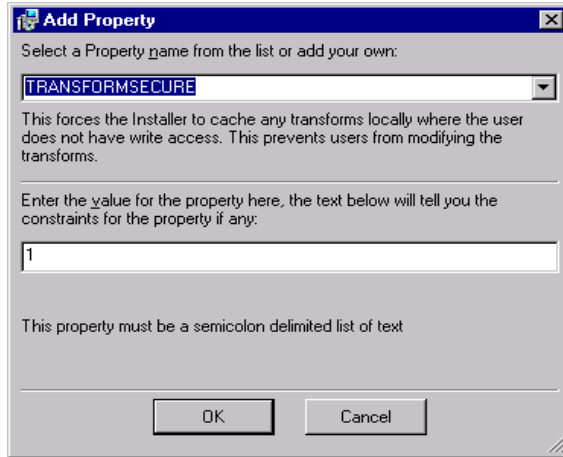 Add Property
Select a Property name from the list or add your own:
TRANSFORMSECURE
This forces the Installer to cache any transforms locally where the user
does not have write access. This prevents users from modifying the
transforms.
Enter the value for the property here, the text below will tell you the
constraints for the property if any:
1
This property must be a semicolon delimited list of text
OK Cancel